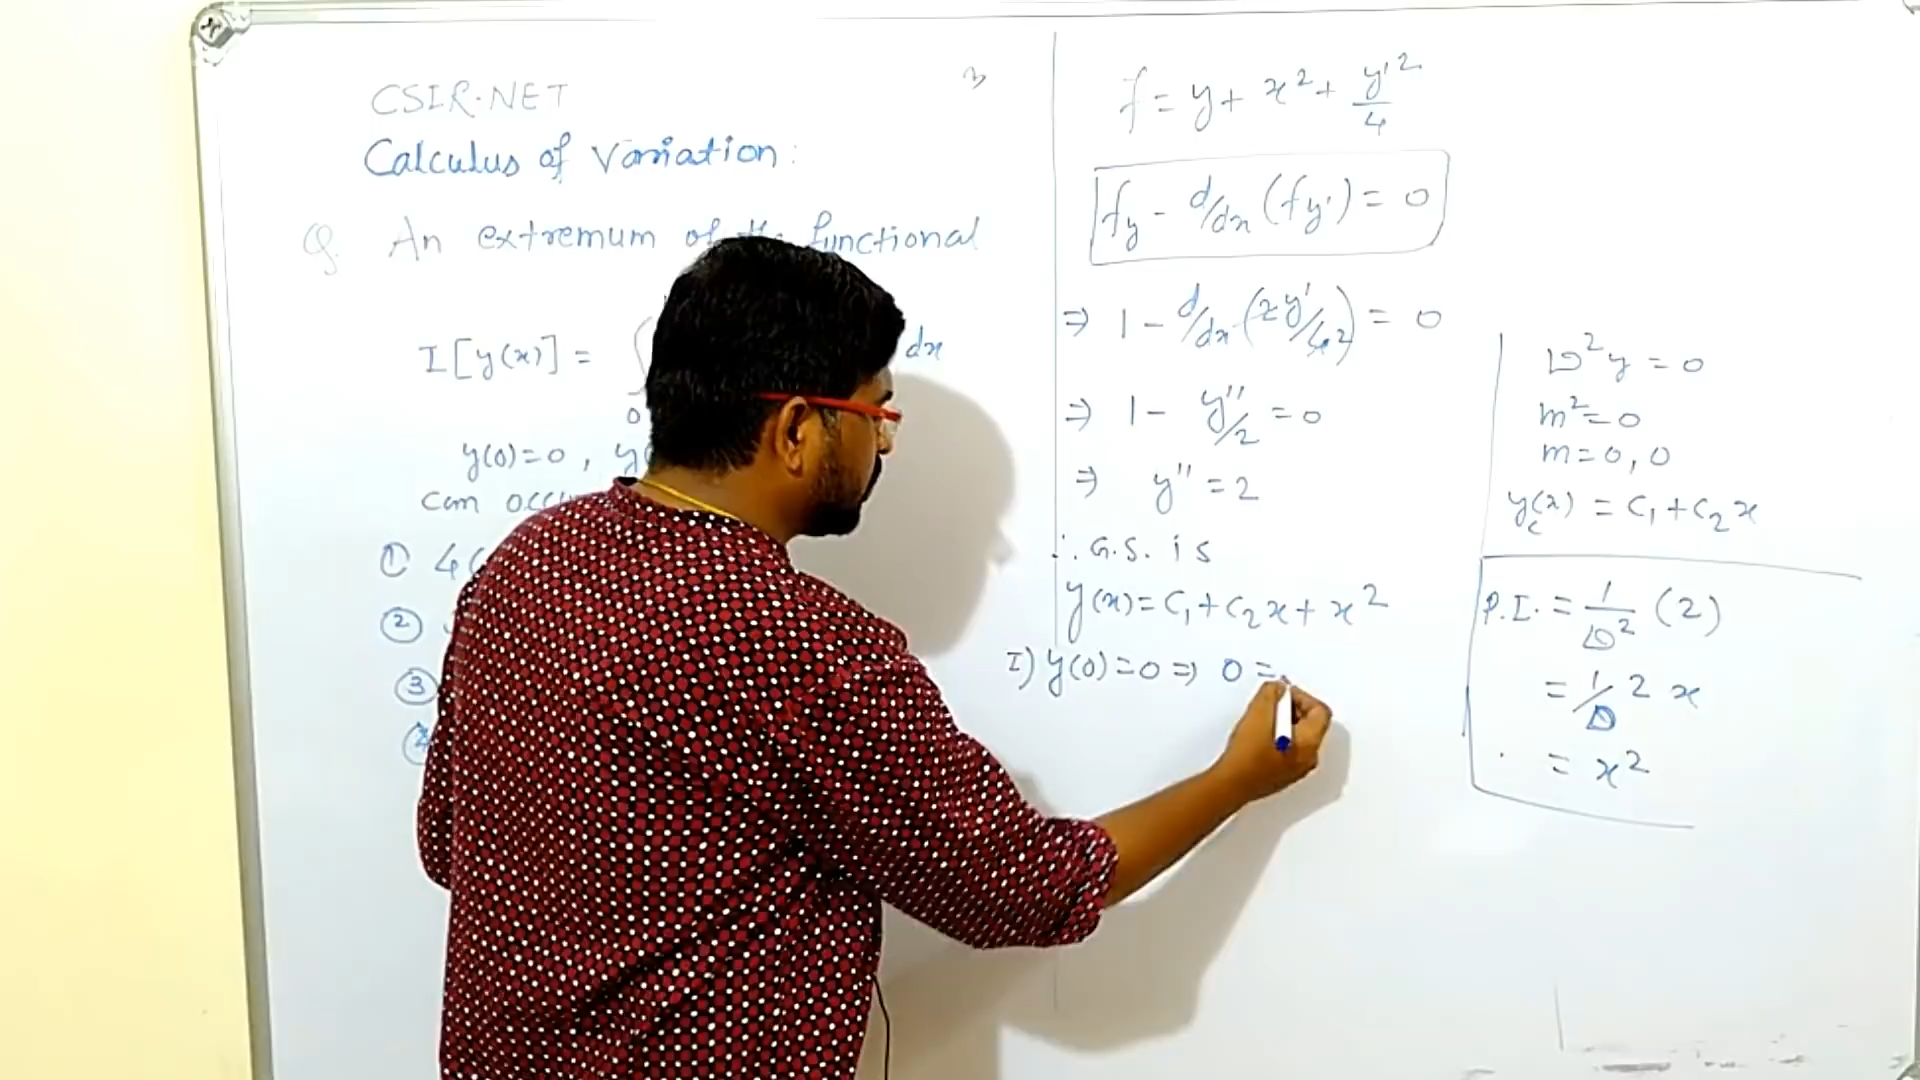 CSIR-NET
Calculus of Variation:
Q. An extremum of the functional
I[y(x)] = ∫ dx
0
y(0)=0, y(
can occ
① 4(
②
③
④
f = y + x² + y'²/4
fy - d/dx (fy') = 0
⇒ 1 - d/dx (2y'/4 2) = 0
⇒ 1 - y''/2 = 0
⇒ y'' = 2
∴ G.S. is
y(x) = C₁ + C₂x + x²
I) y(0) = 0 ⇒ 0 =
D²y = 0
m² = 0
m = 0, 0
yc(x) = C₁ + C₂x
P.I. = 1/D² (2)
= 1/D 2x
= x²